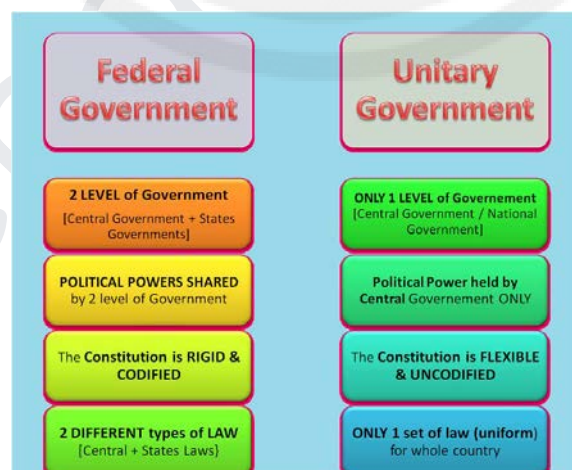 Federal
Government
Unitary
Government
2 LEVEL of Government
[Central Government + States
Governments]
ONLY 1 LEVEL of Governement
[Central Government / National
Government]
POLITICAL POWERS SHARED
by 2 level of Government
Political Power held by
Central Governement ONLY
The Constitution is RIGID &
CODIFIED
The Constitution is FLEXIBLE
& UNCODIFIED
2 DIFFERENT types of LAW
[Central + States Laws}
ONLY 1 set of law (uniform)
for whole country